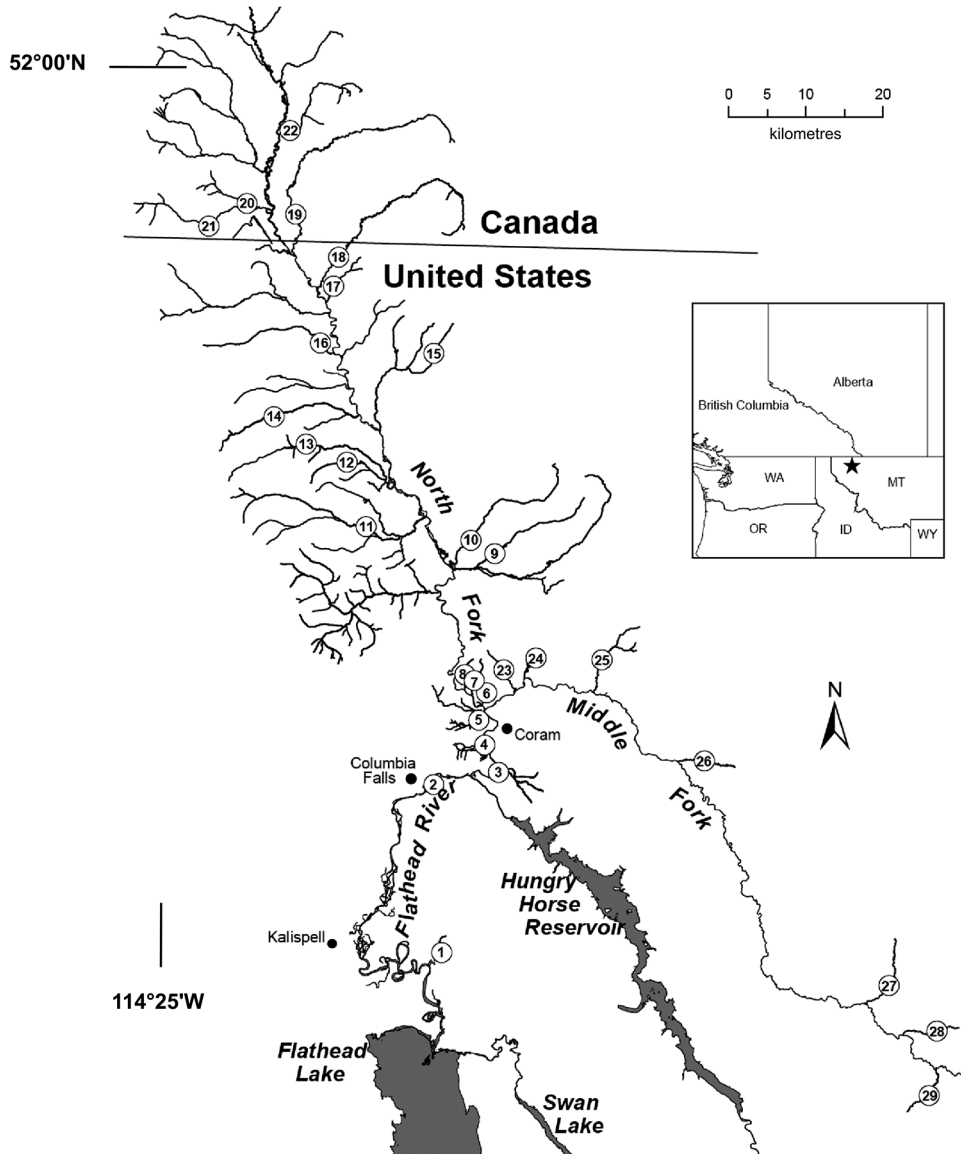 52°00'N
0 5 10 20
kilometres
22
20
19
21
Canada
18
United States
17
16
15
Alberta
British Columbia
14
13
12
North
WA
MT
11
10
9
OR
ID
WY
Fork
8
7
6
23
24
25
N
5
Coram
Middle
4
3
26
Columbia
Falls
2
Fork
Flathead River
Hungry
Horse
Reservoir
Kalispell
1
27
114°25'W
28
Flathead
Lake
29
Swan
Lake